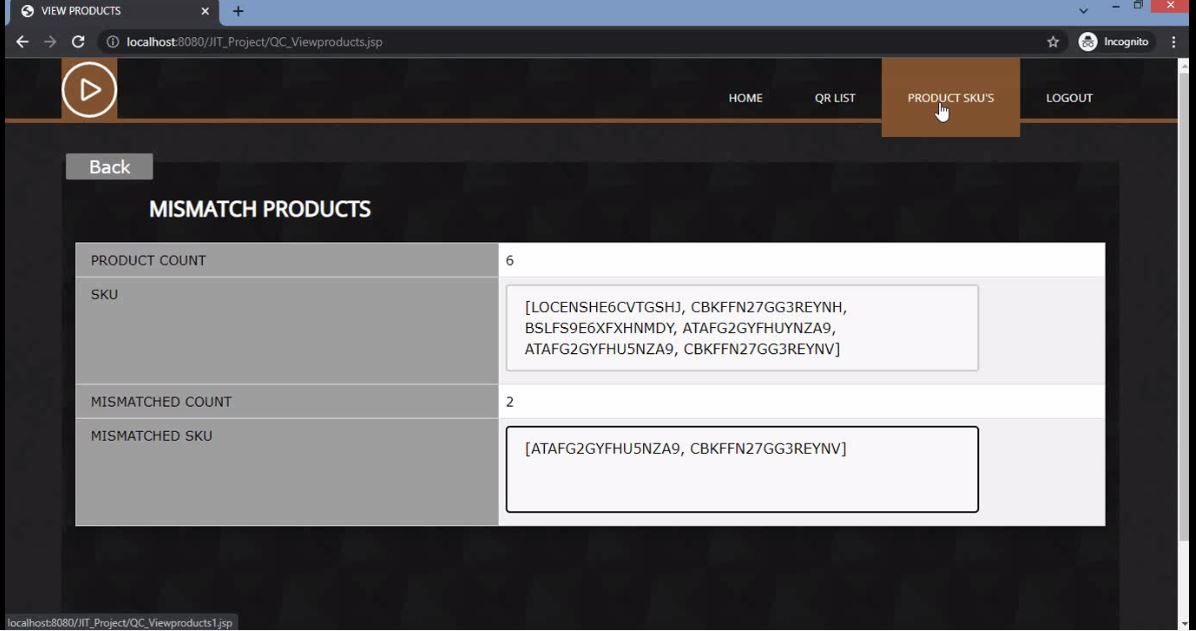 VIEW PRODUCTS
localhost:8080/JIT_Project/QC_Viewproducts.jsp
Incognito
HOME QR LIST PRODUCT SKU'S LOGOUT
Back
MISMATCH PRODUCTS
PRODUCT COUNT 6
SKU
[LOCENSHE6CVTGSHJ, CBKFFN27GG3REYNH,
BSLFS9E6XFXHNMDY, ATAFG2GYFHUYNZA9,
ATAFG2GYFHU5NZA9, CBKFFN27GG3REYNV]
MISMATCHED COUNT 2
MISMATCHED SKU
[ATAFG2GYFHU5NZA9, CBKFFN27GG3REYNV]
localhost:8080/JIT_Project/QC_Viewproducts1.jsp